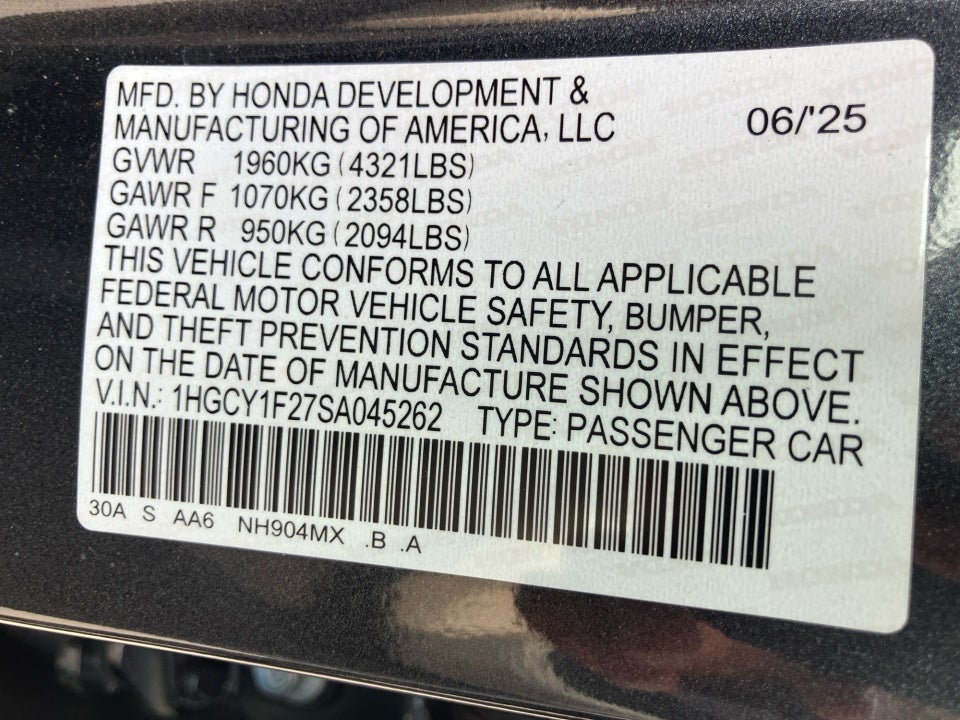 MFD. BY HONDA DEVELOPMENT &
MANUFACTURING OF AMERICA, LLC 06/'25
GVWR 1960KG (4321LBS)
GAWR F 1070KG (2358LBS)
GAWR R 950KG (2094LBS)
THIS VEHICLE CONFORMS TO ALL APPLICABLE
FEDERAL MOTOR VEHICLE SAFETY, BUMPER,
AND THEFT PREVENTION STANDARDS IN EFFECT
ON THE DATE OF MANUFACTURE SHOWN ABOVE.
V.I.N.: 1HGCY1F27SA045262 TYPE: PASSENGER CAR
30A S AA6 NH904MX .B .A